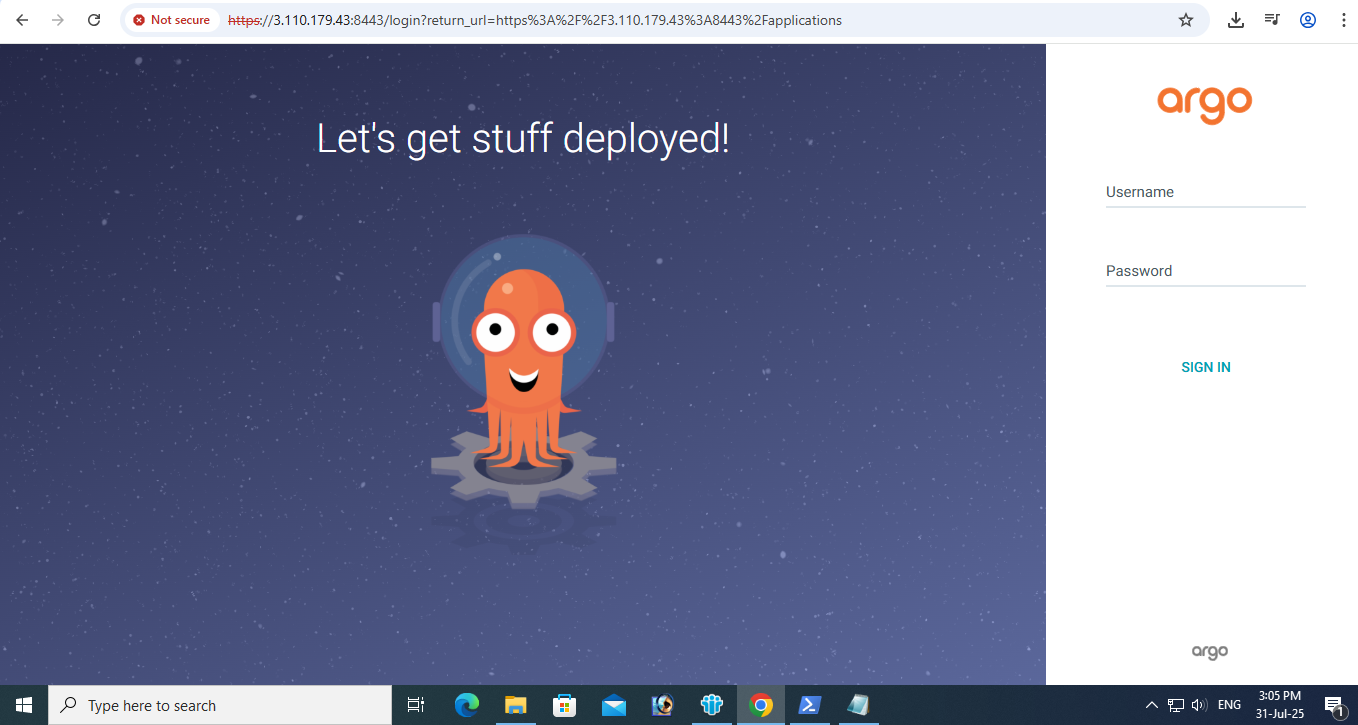 Not secure
https://3.110.179.43:8443/login?return_url=https%3A%2F%2F3.110.179.43%3A8443%2Fapplications
Let's get stuff deployed!
argo
Username
Password
SIGN IN
argo
Type here to search
ENG
3:05 PM
31-Jul-25
1